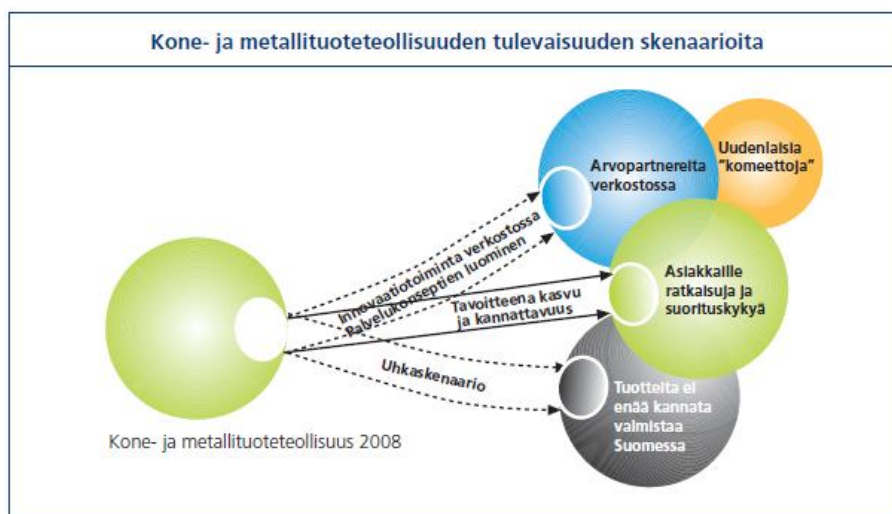 Kone- ja metallituoteteollisuuden tulevaisuuden skenaarioita
Uudenlaisia
"komeettoja"
Arvopartnereita
verkostossa
Innovaatiotoiminta verkostossa
Palvelukonseptien luominen
Asiakkaille
ratkaisuja ja
suorituskykyä
Tavoitteena kasvu
ja kannattavuus
Uhkaskenaario
Tuotteita ei
enää kannata
valmistaa
Suomessa
Kone- ja metallituoteteollisuus 2008